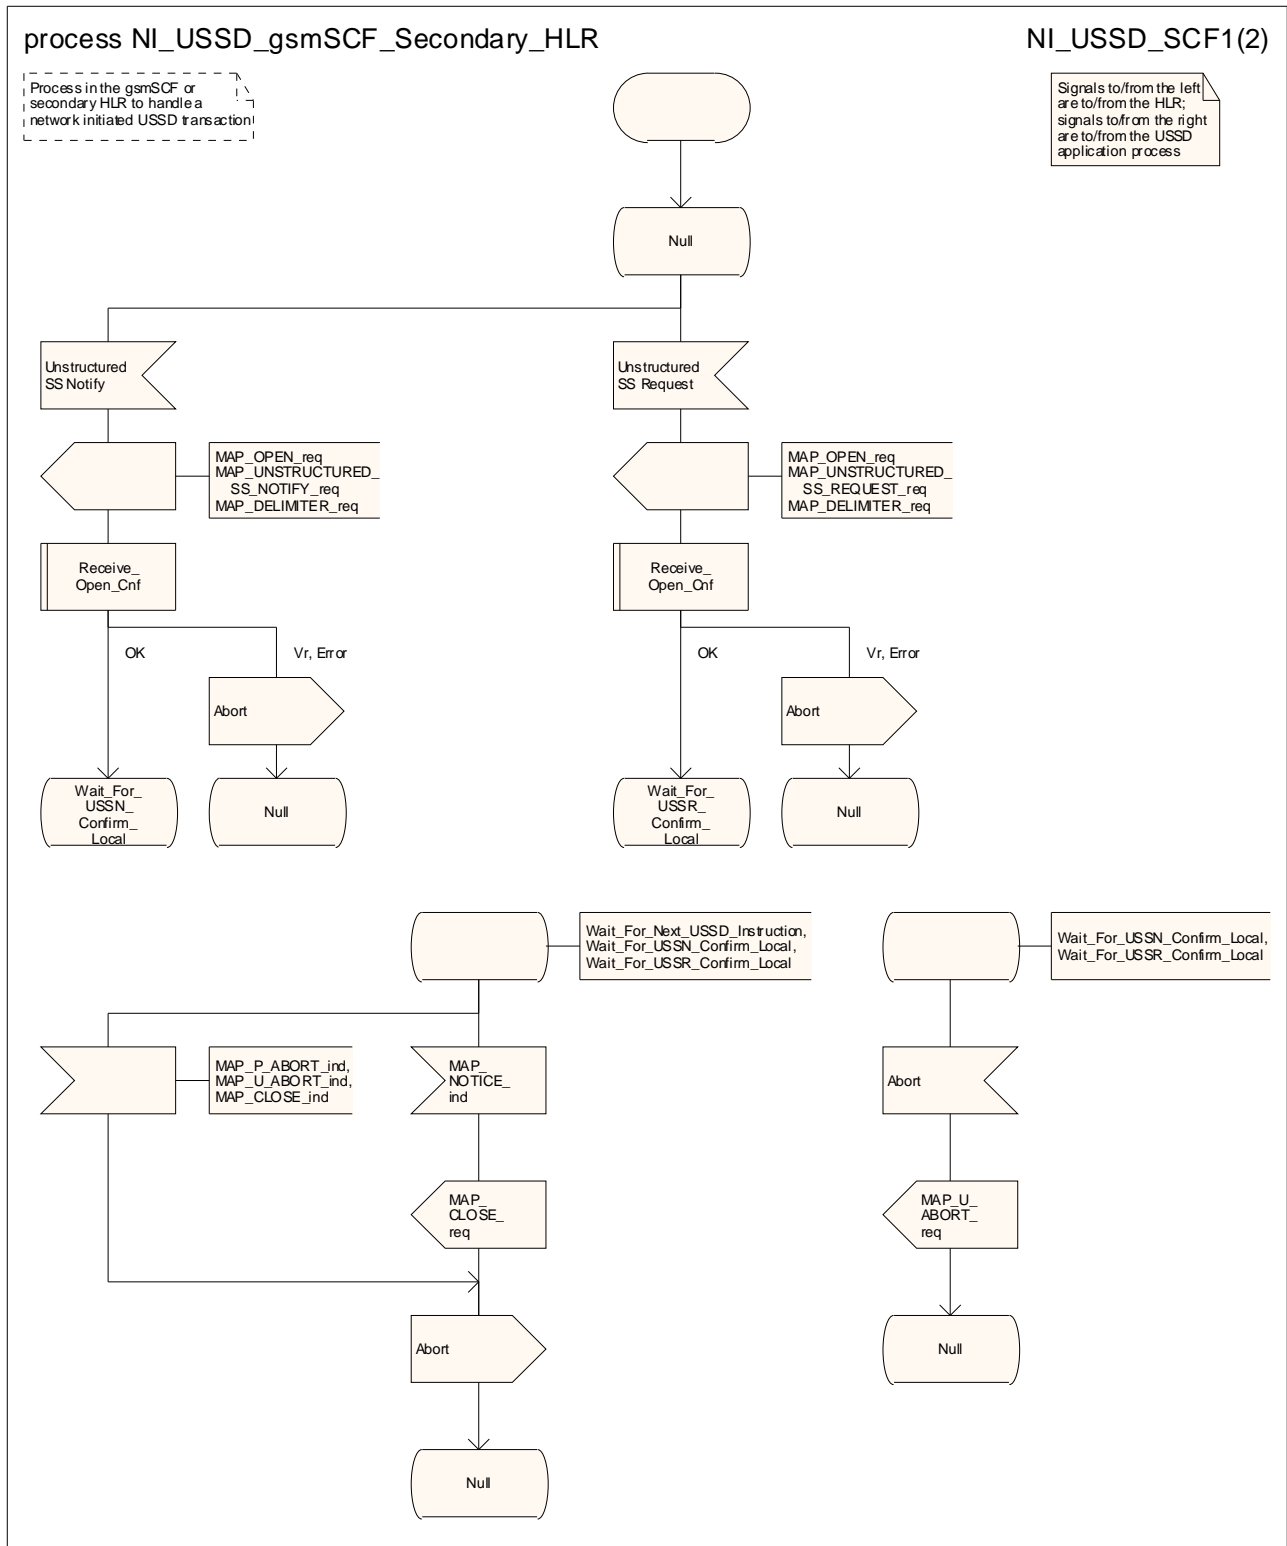 process NI_USSD_gsmSCF_Secondary_HLR
NI_USSD_SCF1(2)
Process in the gsmSCF or
secondary HLR to handle a
network initiated USSD transaction
Signals to/from the left
are to/from the HLR;
signals to/from the right
are to/from the USSD
application process
Null
Unstructured
SS Notify
Unstructured
SS Request
MAP_OPEN_req
MAP_UNSTRUCTURED_
SS_NOTIFY_req
MAP_DELIMITER_req
MAP_OPEN_req
MAP_UNSTRUCTURED_
SS_REQUEST_req
MAP_DELIMITER_req
Receive_
Open_Cnf
Receive_
Open_Cnf
OK
Vr, Error
OK
Vr, Error
Abort
Abort
Wait_For_
USSN_
Confirm_
Local
Null
Wait_For_
USSR_
Confirm_
Local
Null
Wait_For_Next_USSD_Instruction,
Wait_For_USSN_Confirm_Local,
Wait_For_USSR_Confirm_Local
Wait_For_USSN_Confirm_Local,
Wait_For_USSR_Confirm_Local
MAP_P_ABORT_ind,
MAP_U_ABORT_ind,
MAP_CLOSE_ind
MAP_
NOTICE_
ind
Abort
MAP_
CLOSE_
req
MAP_U_
ABORT_
req
Abort
Null
Null